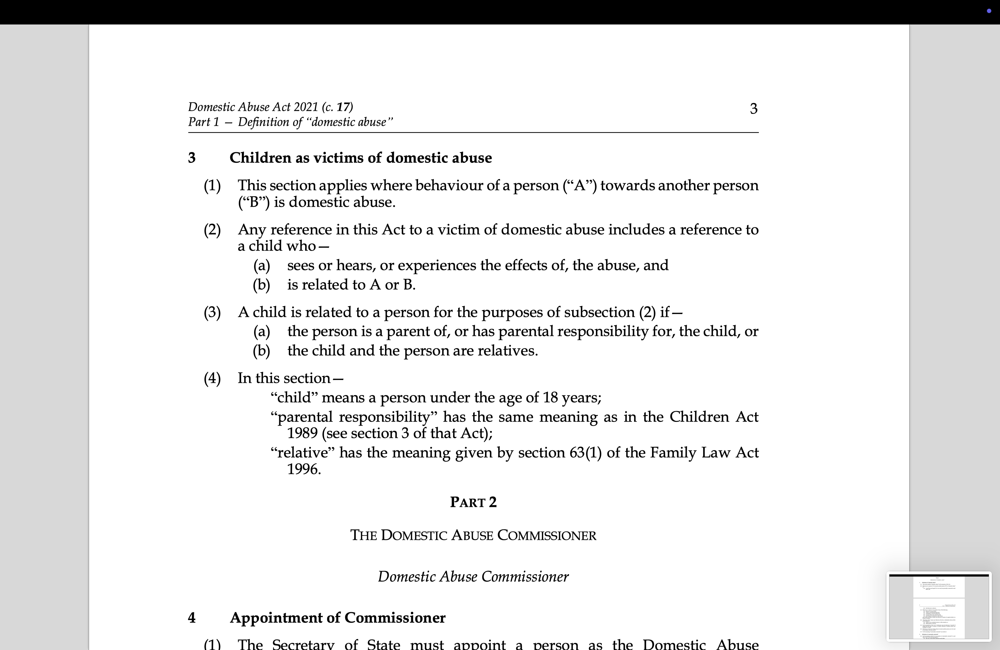 Domestic Abuse Act 2021 (c. 17)
3
Part 1 — Definition of “domestic abuse”
3 Children as victims of domestic abuse
(1) This section applies where behaviour of a person (“A”) towards another person
(“B”) is domestic abuse.
(2) Any reference in this Act to a victim of domestic abuse includes a reference to
a child who—
(a) sees or hears, or experiences the effects of, the abuse, and
(b) is related to A or B.
(3) A child is related to a person for the purposes of subsection (2) if—
(a) the person is a parent of, or has parental responsibility for, the child, or
(b) the child and the person are relatives.
(4) In this section—
“child” means a person under the age of 18 years;
“parental responsibility” has the same meaning as in the Children Act
1989 (see section 3 of that Act);
“relative” has the meaning given by section 63(1) of the Family Law Act
1996.
PART 2
THE DOMESTIC ABUSE COMMISSIONER
Domestic Abuse Commissioner
4 Appointment of Commissioner
(1) The Secretary of State must appoint a person as the Domestic Abuse